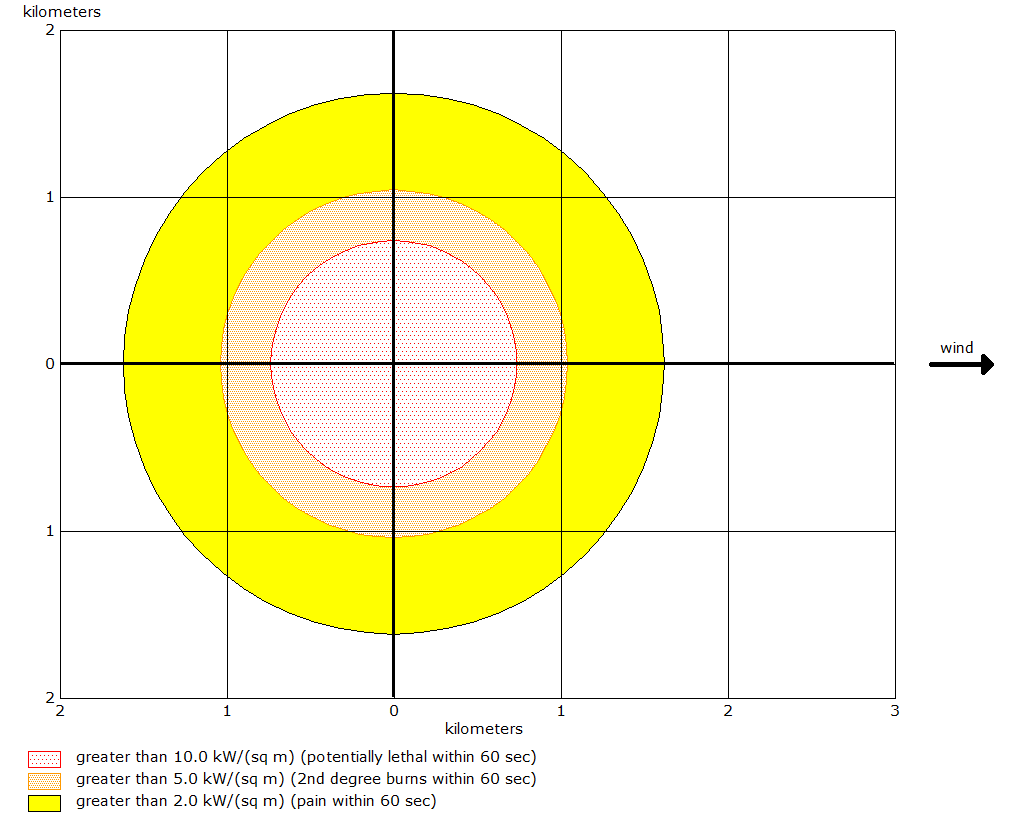 kilometers
2
1
0
wind
1
2
2 1 0 1 2 3
kilometers
greater than 10.0 kW/(sq m) (potentially lethal within 60 sec)
greater than 5.0 kW/(sq m) (2nd degree burns within 60 sec)
greater than 2.0 kW/(sq m) (pain within 60 sec)